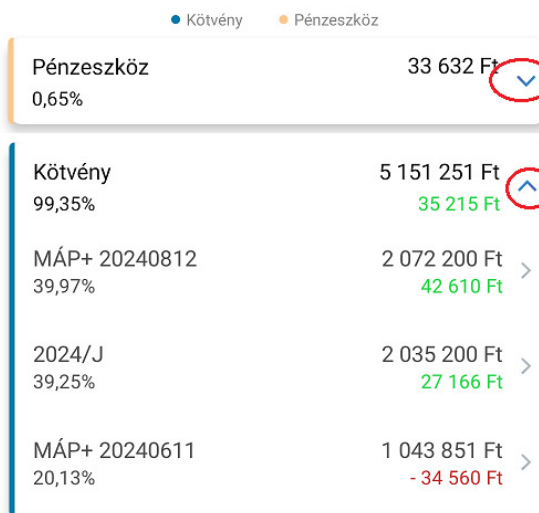 Kötvény Pénzeszköz
Pénzeszköz 33 632 Ft
0,65%
Kötvény 5 151 251 Ft
99,35% 35 215 Ft
MÁP+ 20240812 2 072 200 Ft
39,97% 42 610 Ft
2024/J 2 035 200 Ft
39,25% 27 166 Ft
MÁP+ 20240611 1 043 851 Ft
20,13% - 34 560 Ft